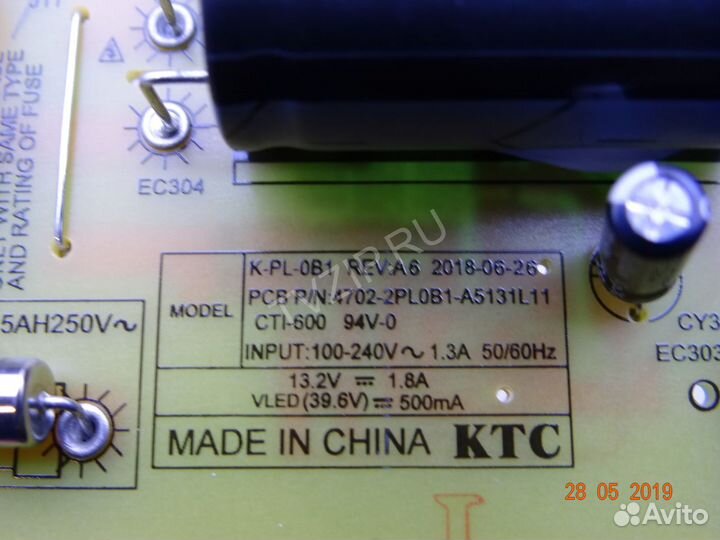 J11
ONLY WITH SAME TYPE
AND RATING OF FUSE
EC304
5AH250V~
MODEL
K-PL-0B1 REV:A6 2018-06-26
PCB P/N:4702-2PL0B1-A5131L11
CTI-600 94V-0
INPUT:100-240V~1.3A 50/60Hz
13.2V ⎓ 1.8A
VLED(39.6V)⎓500mA
MADE IN CHINA KTC
CY3
EC303
TVZIP.RU
28 05 2019
Avito